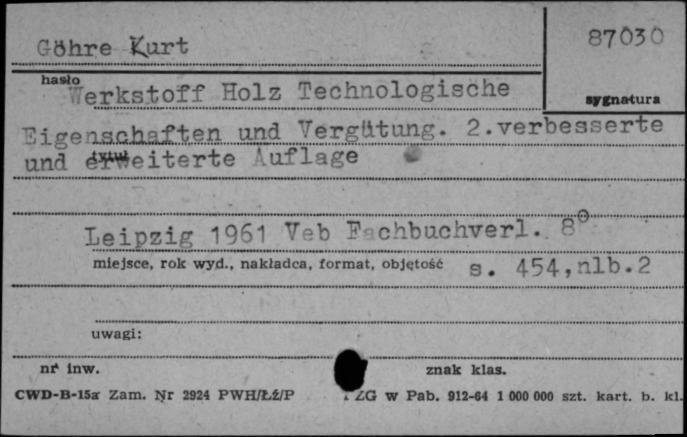 Göhre Kurt
87030
hasło
Werkstoff Holz Technologische
sygnatura
Eigenschaften und Vergütung. 2.verbesserte
und erweiterte Auflage
Leipzig 1961 Veb Fachbuchverl. 8⁰
miejsce, rok wyd., nakładca, format, objętość
s. 454,nlb.2
uwagi:
nr inw.
znak klas.
CWD-B-15a Zam. Nr 2924 PWH/Łź/P
ZG w Pab. 912-64 1 000 000 szt. kart. b. kl.